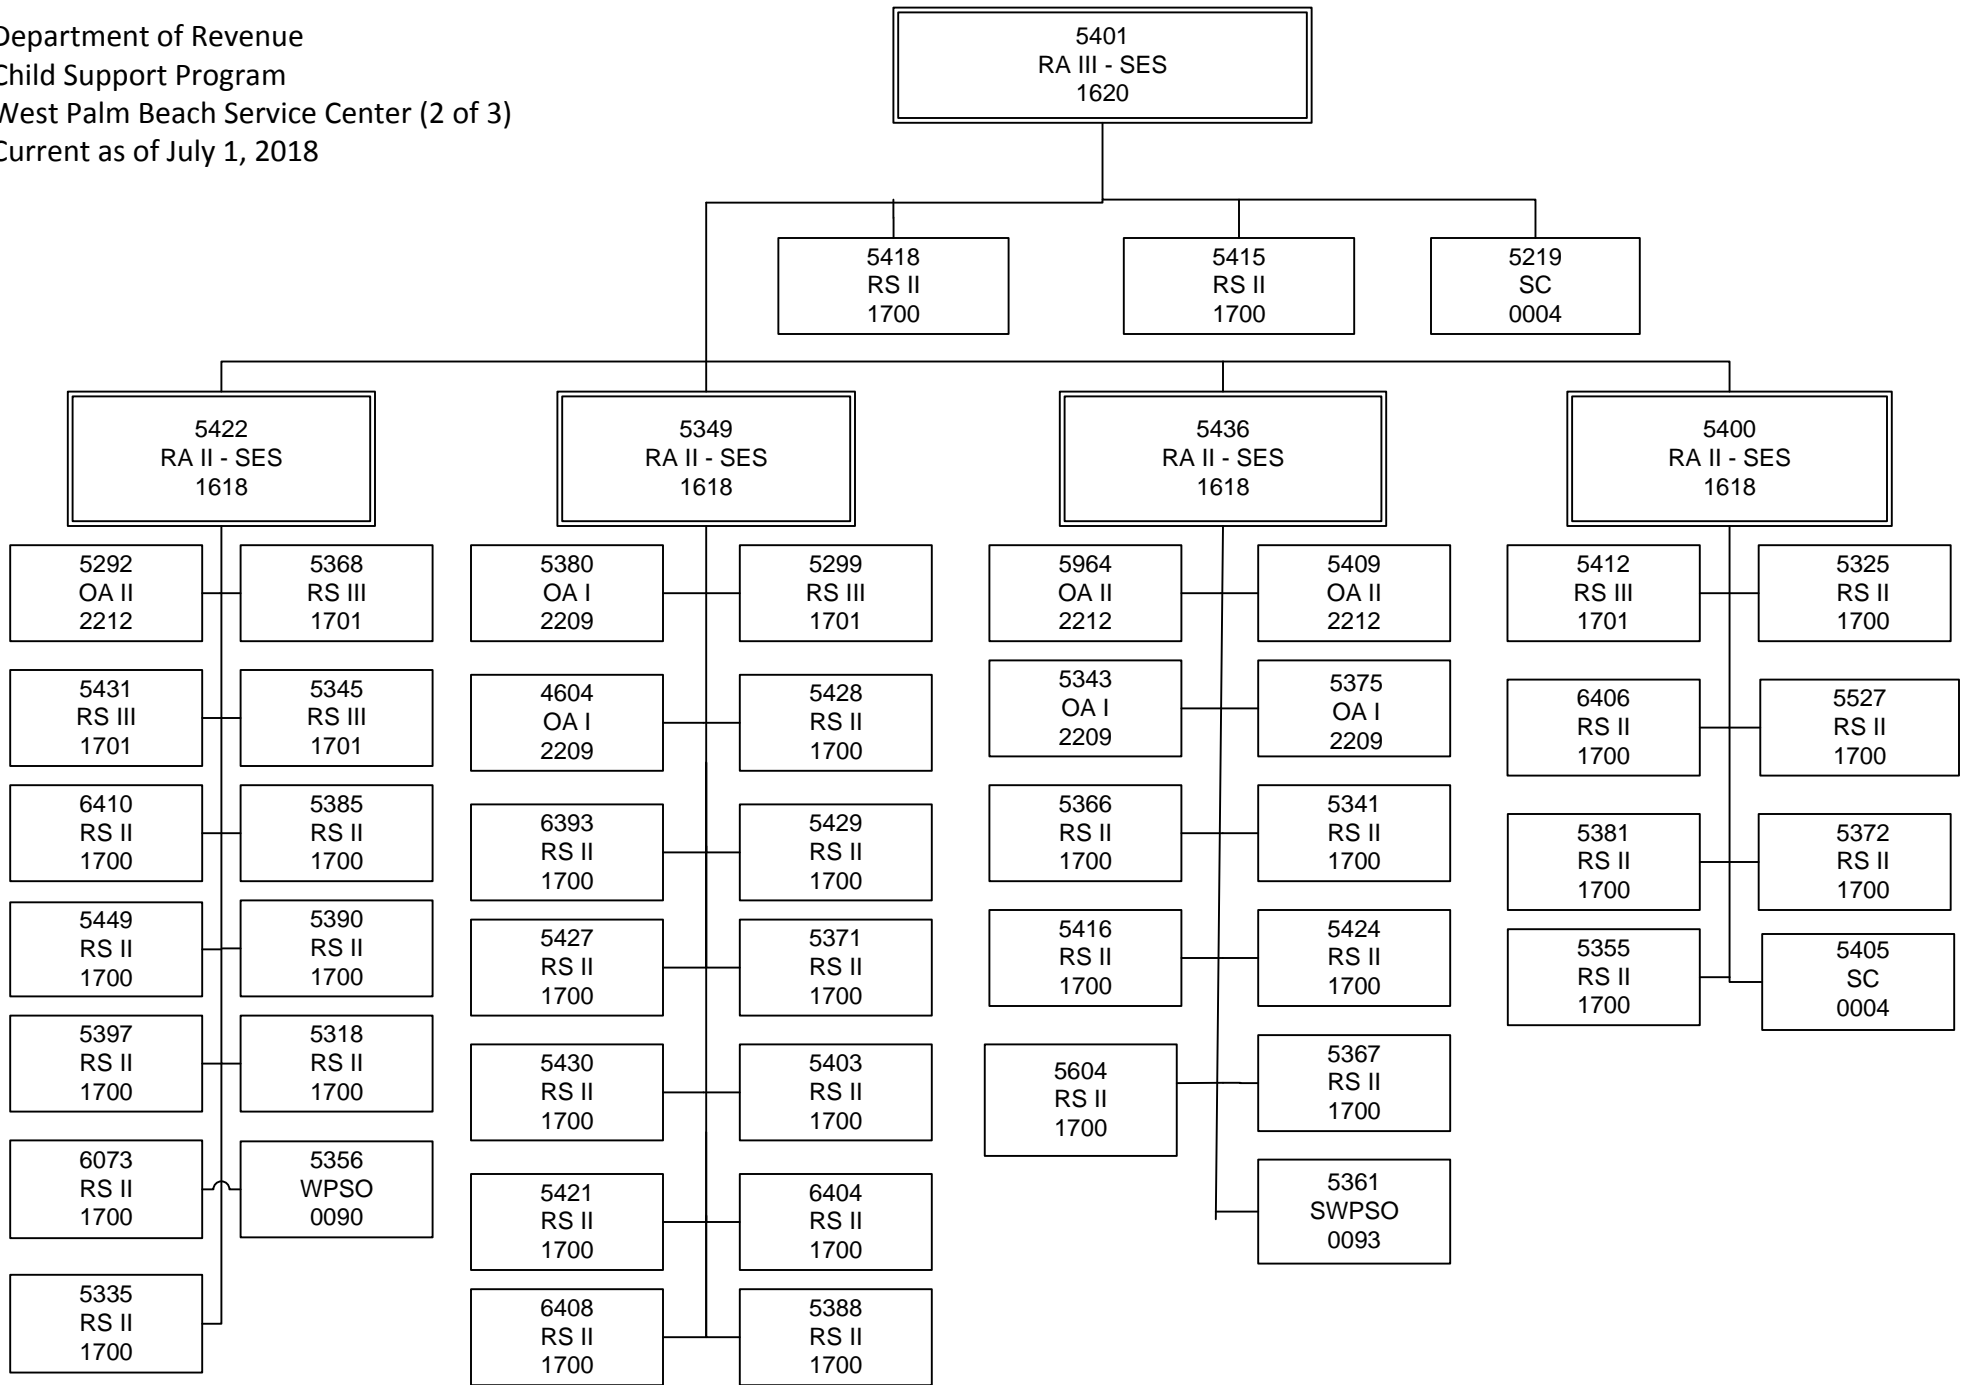 Department of Revenue
Child Support Program
West Palm Beach Service Center (2 of 3)
Current as of July 1, 2018
5401
RA III - SES
1620
5418
RS II
1700
5415
RS II
1700
5219
SC
0004
5422
RA II - SES
1618
5349
RA II - SES
1618
5436
RA II - SES
1618
5400
RA II - SES
1618
5292
OA II
2212
5368
RS III
1701
5431
RS III
1701
5345
RS III
1701
6410
RS II
1700
5385
RS II
1700
5449
RS II
1700
5390
RS II
1700
5397
RS II
1700
5318
RS II
1700
6073
RS II
1700
5356
WPSO
0090
5335
RS II
1700
5380
OA I
2209
5299
RS III
1701
4604
OA I
2209
5428
RS II
1700
6393
RS II
1700
5429
RS II
1700
5427
RS II
1700
5371
RS II
1700
5430
RS II
1700
5403
RS II
1700
5421
RS II
1700
6404
RS II
1700
6408
RS II
1700
5388
RS II
1700
5964
OA II
2212
5409
OA II
2212
5343
OA I
2209
5375
OA I
2209
5366
RS II
1700
5341
RS II
1700
5416
RS II
1700
5424
RS II
1700
5604
RS II
1700
5367
RS II
1700
5361
SWPSO
0093
5412
RS III
1701
5325
RS II
1700
6406
RS II
1700
5527
RS II
1700
5381
RS II
1700
5372
RS II
1700
5355
RS II
1700
5405
SC
0004